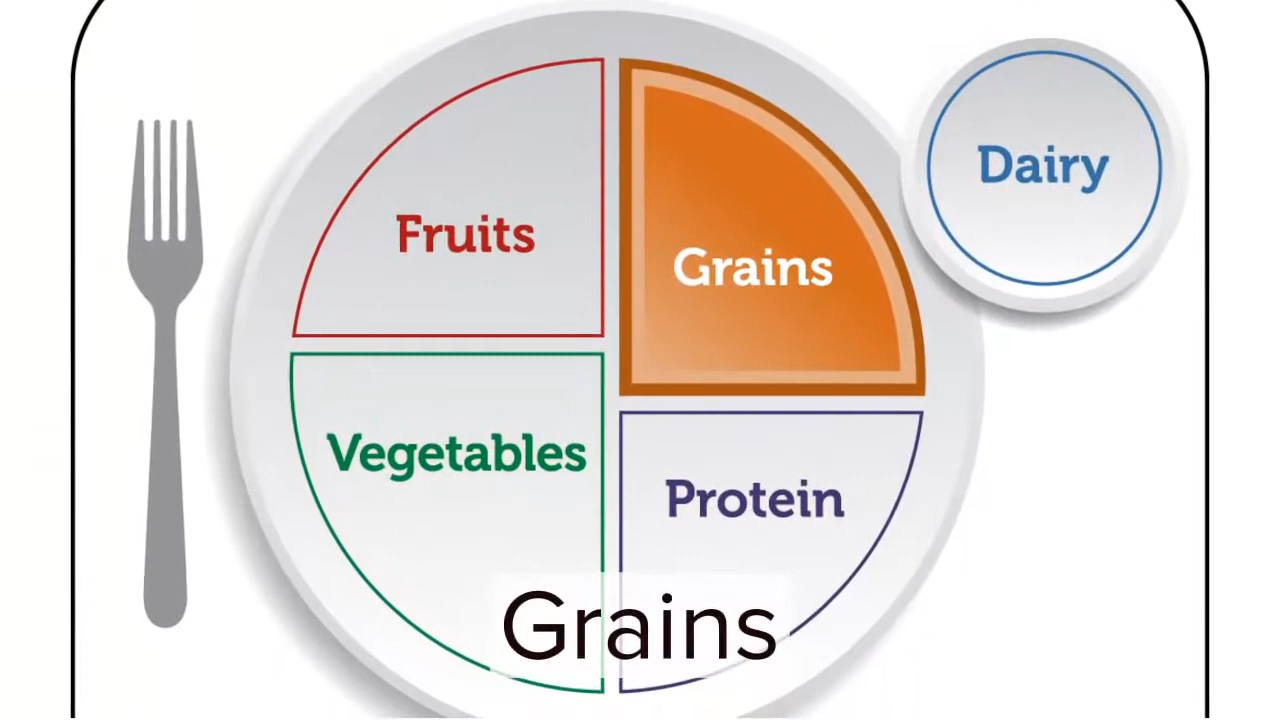 Dairy
Fruits
Grains
Vegetables
Protein
Grains